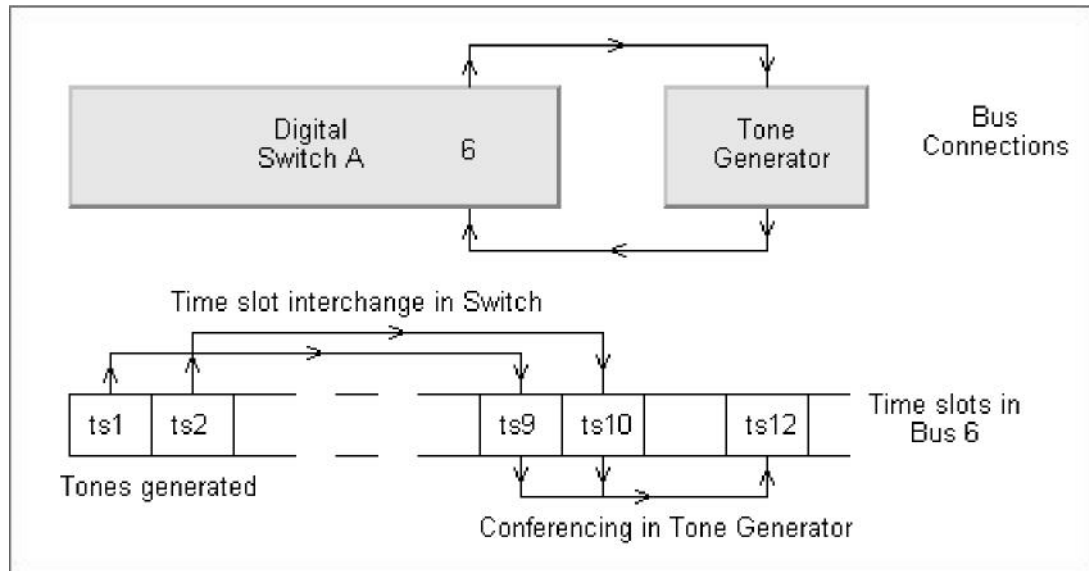 Digital
Switch A
6
Tone
Generator
Bus
Connections
Time slot interchange in Switch
ts1
ts2
ts9
ts10
ts12
Time slots in
Bus 6
Tones generated
Conferencing in Tone Generator